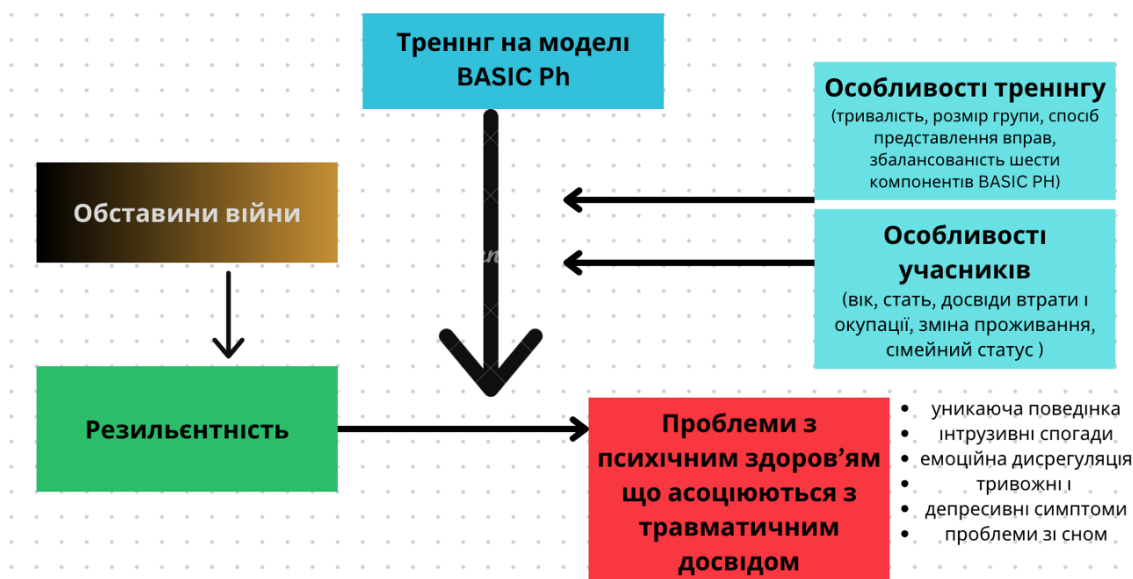 Тренінг на моделі
BASIC Ph
Особливості тренінгу
(тривалість, розмір групи, спосіб
представлення вправ,
збалансованість шести
компонентів BASIC PH)
Обставини війни
Особливості
учасників
(вік, стать, досвіди втрати і
окупації, зміна проживання,
сімейний статус )
Резильєнтність
Проблеми з
психічним здоров’ям
що асоціюються з
травматичним
досвідом
уникаюча поведінка
інтрузивні спогади
емоційна дисрегуляція
тривожні і
депресивні симптоми
проблеми зі сном